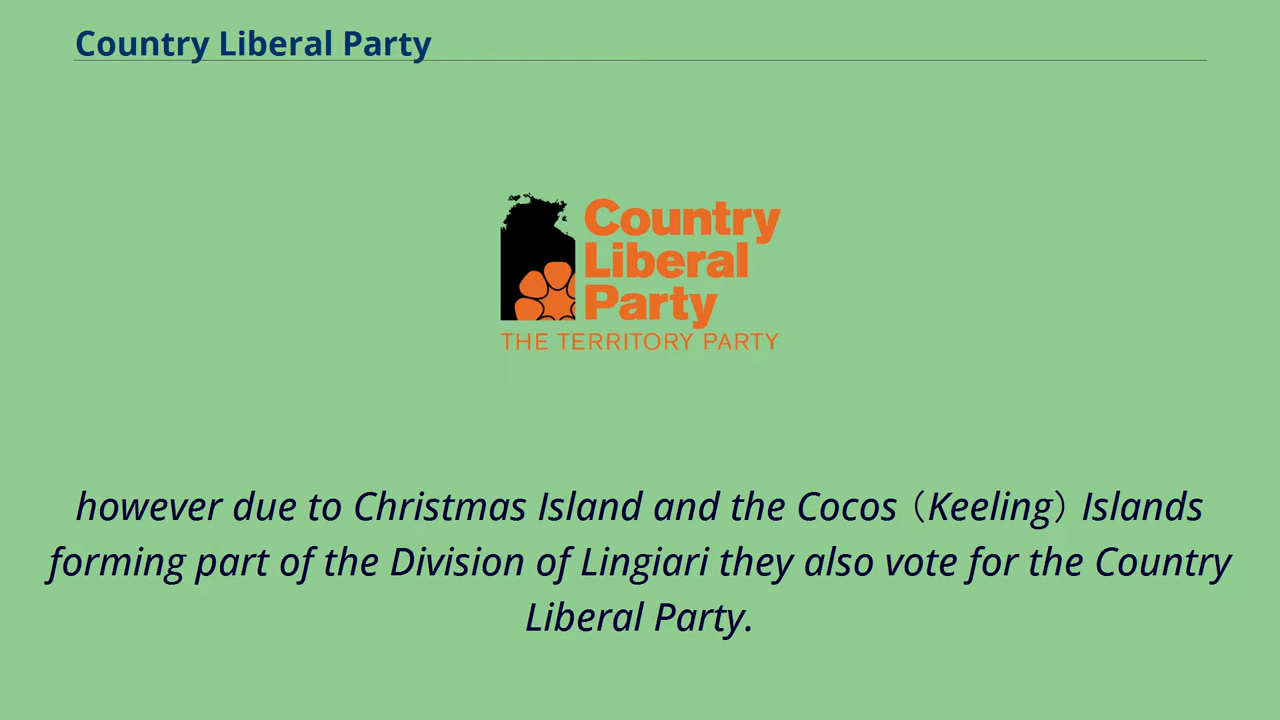 Country Liberal Party
Country
Liberal
Party
THE TERRITORY PARTY
however due to Christmas Island and the Cocos（Keeling）Islands
forming part of the Division of Lingiari they also vote for the Country
Liberal Party.